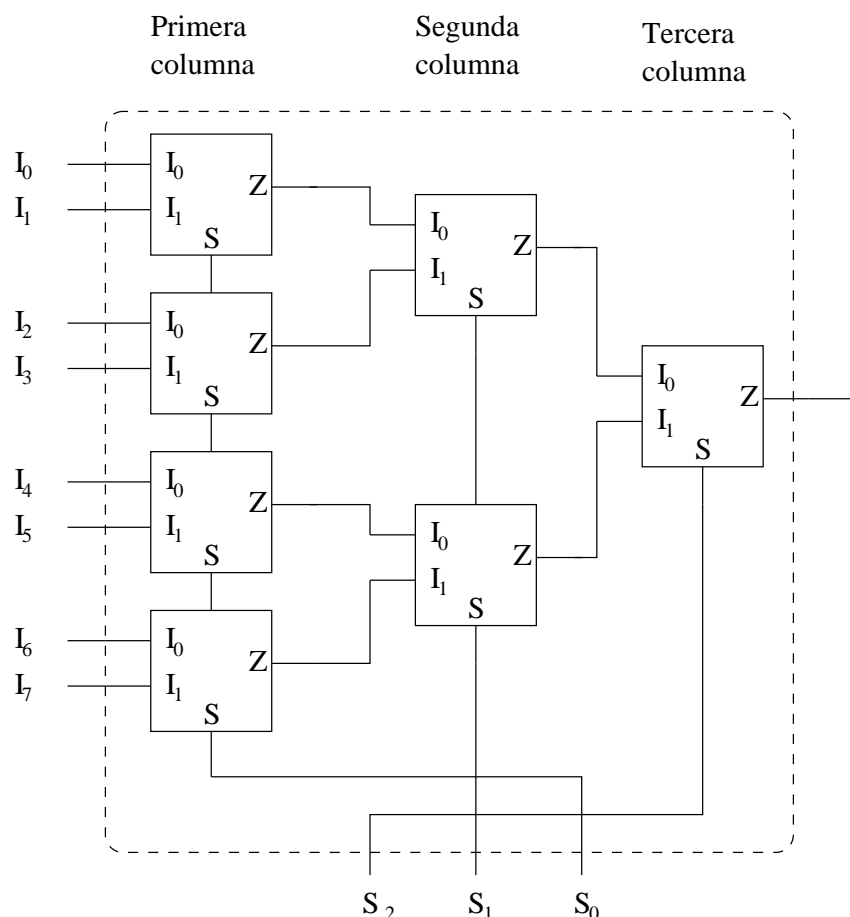 Primera columna
Segunda columna
Tercera columna
I0 I0 Z
I1 I1
S
I0 Z
I1
S
I2 I0 Z
I3 I1
S
I0 Z
I1
S
I4 I0 Z
I5 I1
S
I0 Z
I1
S
I6 I0 Z
I7 I1
S
S2 S1 S0